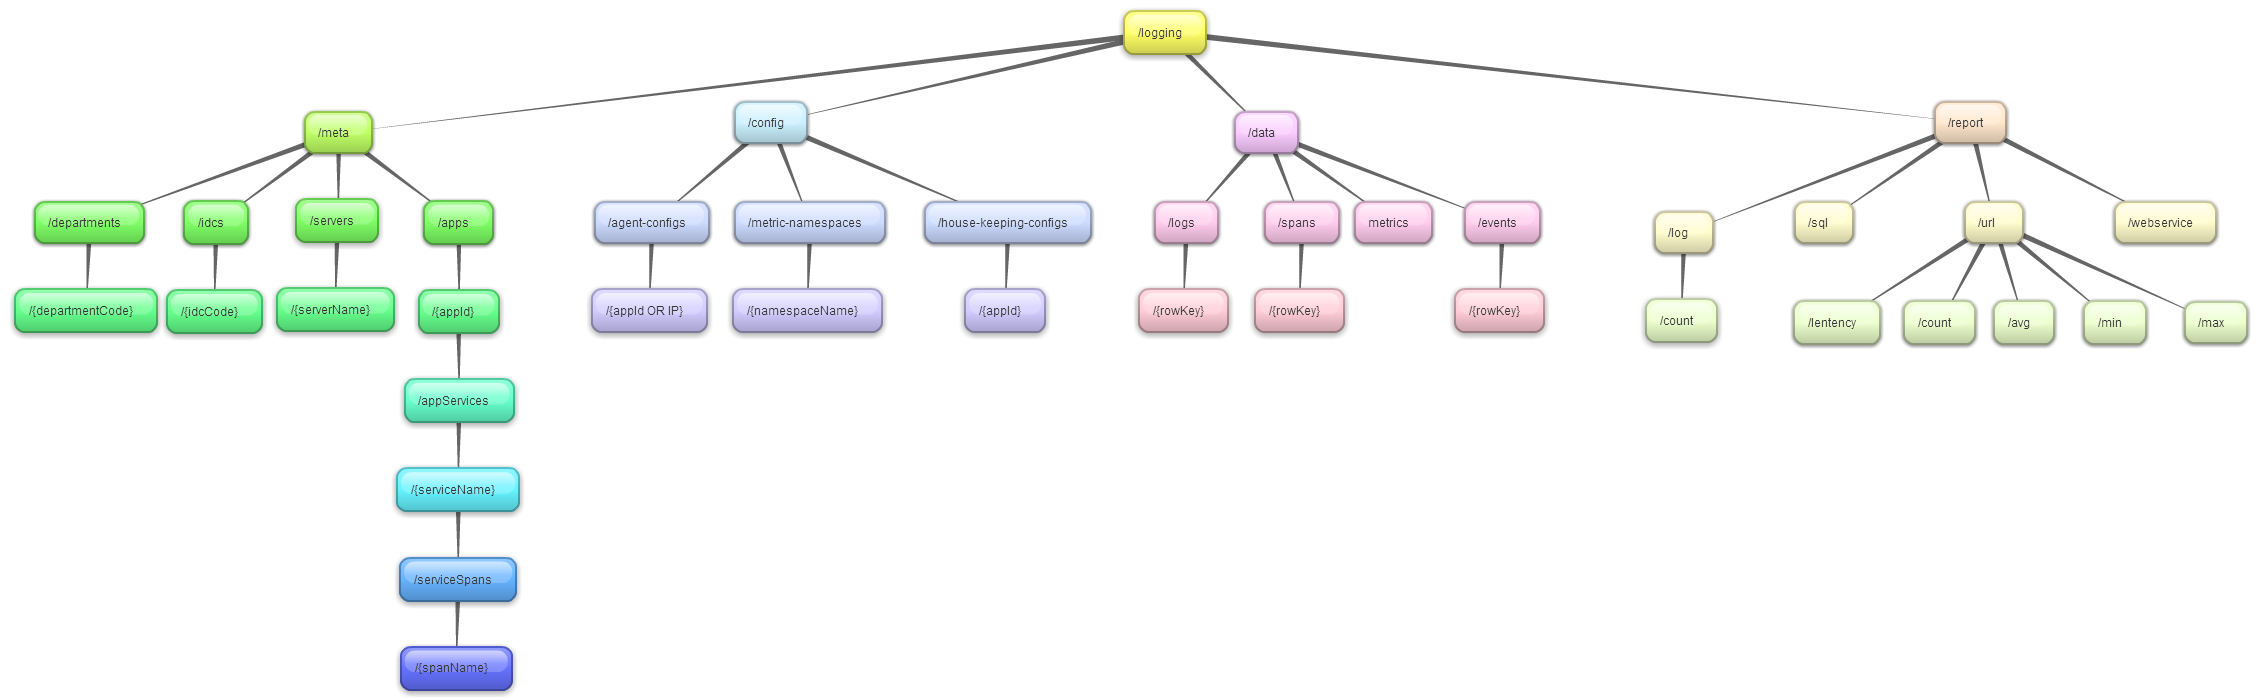 /logging
/meta
/config
/data
/report
/departments
/idcs
/servers
/apps
/agent-configs
/metric-namespaces
/house-keeping-configs
/logs
/spans
metrics
/events
/log
/sql
/url
/webservice
/{departmentCode}
/{idcCode}
/{serverName}
/{appId}
/{appId OR IP}
/{namespaceName}
/{appId}
/{rowKey}
/{rowKey}
/{rowKey}
/count
/lentency
/count
/avg
/min
/max
/appServices
/{serviceName}
/serviceSpans
/{spanName}